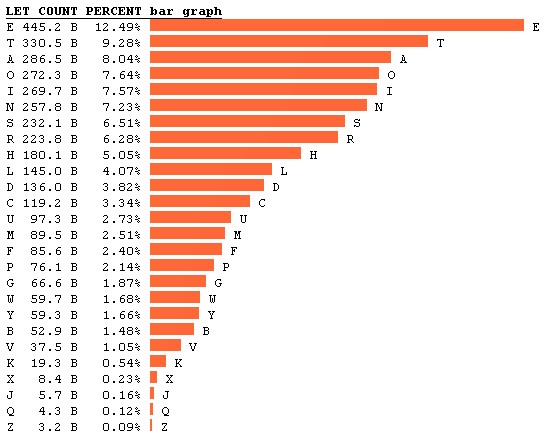 LET COUNT PERCENT bar graph
E 445.2 B 12.49% E
T 330.5 B 9.28% T
A 286.5 B 8.04% A
O 272.3 B 7.64% O
I 269.7 B 7.57% I
N 257.8 B 7.23% N
S 232.1 B 6.51% S
R 223.8 B 6.28% R
H 180.1 B 5.05% H
L 145.0 B 4.07% L
D 136.0 B 3.82% D
C 119.2 B 3.34% C
U 97.3 B 2.73% U
M 89.5 B 2.51% M
F 85.6 B 2.40% F
P 76.1 B 2.14% P
G 66.6 B 1.87% G
W 59.7 B 1.68% W
Y 59.3 B 1.66% Y
B 52.9 B 1.48% B
V 37.5 B 1.05% V
K 19.3 B 0.54% K
X 8.4 B 0.23% X
J 5.7 B 0.16% J
Q 4.3 B 0.12% Q
Z 3.2 B 0.09% Z